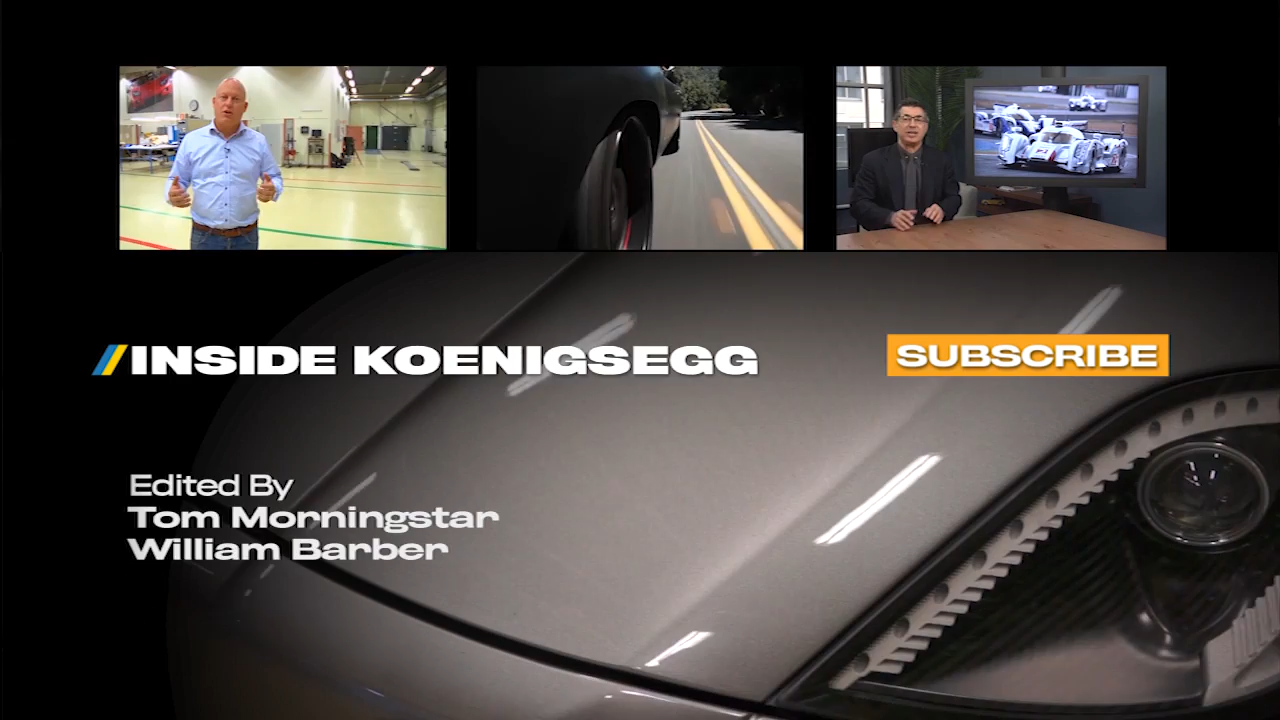 INSIDE KOENIGSEGG
SUBSCRIBE
Edited By
Tom Morningstar
William Barber